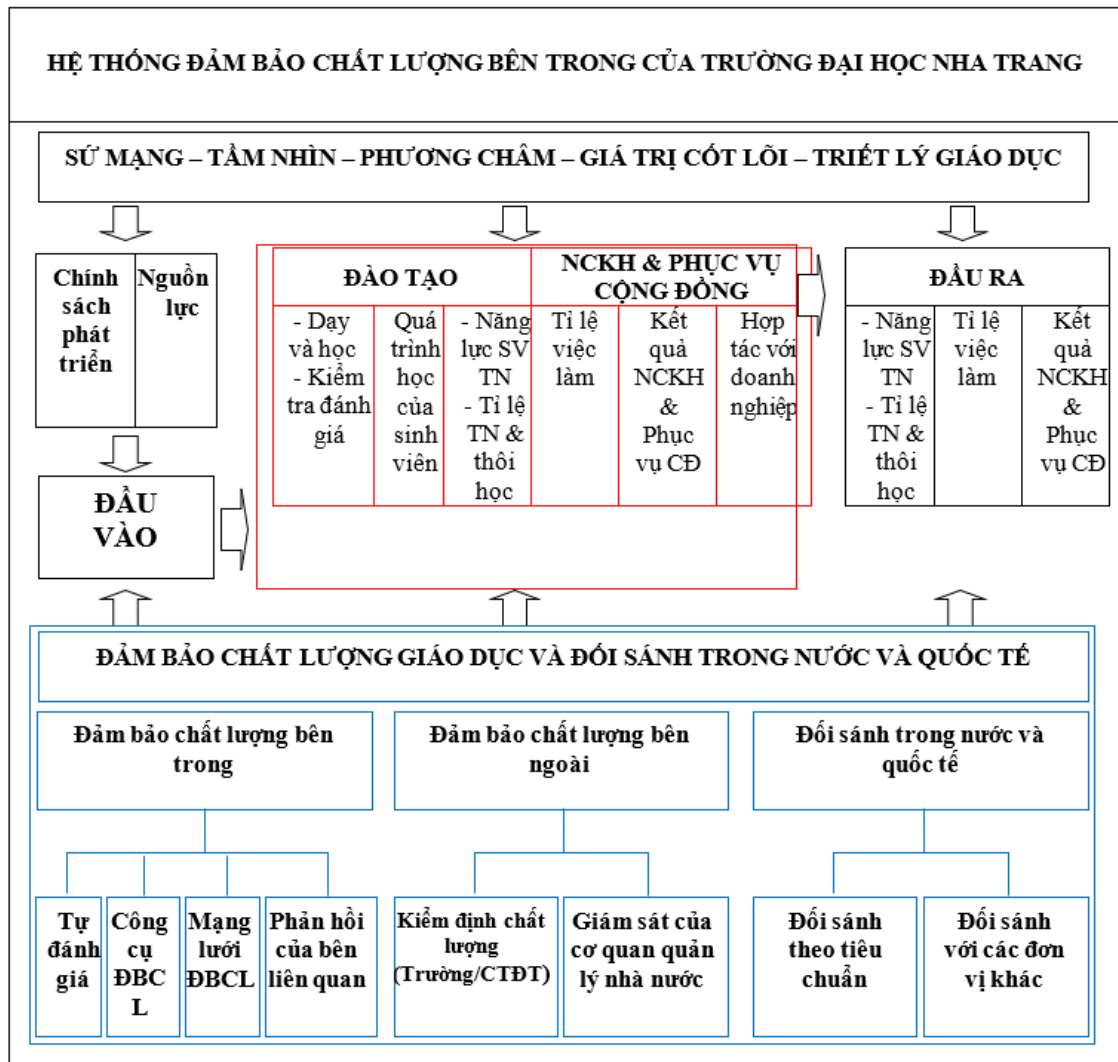 HỆ THỐNG ĐẢM BẢO CHẤT LƯỢNG BÊN TRONG CỦA TRƯỜNG ĐẠI HỌC NHA TRANG
SỨ MẠNG – TẦM NHÌN – PHƯƠNG CHÂM – GIÁ TRỊ CỐT LÕI – TRIẾT LÝ GIÁO DỤC
Chính
sách
phát
triển
Nguồn
lực
ĐẦU
VÀO
ĐÀO TẠO
- Dạy
và học
- Kiểm
tra đánh
giá
Quá
trình
học
của
sinh
viên
- Năng
lực SV
TN
- Tỉ lệ
TN &
thôi
học
NCKH & PHỤC VỤ
CỘNG ĐỒNG
Tỉ lệ
việc
làm
Kết
quả
NCKH
&
Phục
vụ CĐ
Hợp
tác với
doanh
nghiệp
ĐẦU RA
- Năng
lực SV
TN
- Tỉ lệ
TN &
thôi
học
Tỉ lệ
việc
làm
Kết
quả
NCKH
&
Phục
vụ CĐ
ĐẢM BẢO CHẤT LƯỢNG GIÁO DỤC VÀ ĐỐI SÁNH TRONG NƯỚC VÀ QUỐC TẾ
Đảm bảo chất lượng bên
trong
Đảm bảo chất lượng bên
ngoài
Đối sánh trong nước và
quốc tế
Tự
đánh
giá
Công
cụ
ĐBC
L
Mạng
lưới
ĐBCL
Phản hồi
của bên
liên quan
Kiểm định chất
lượng
(Trường/CTĐT)
Giám sát của
cơ quan quản
lý nhà nước
Đối sánh
theo tiêu
chuẩn
Đối sánh
với các đơn
vị khác